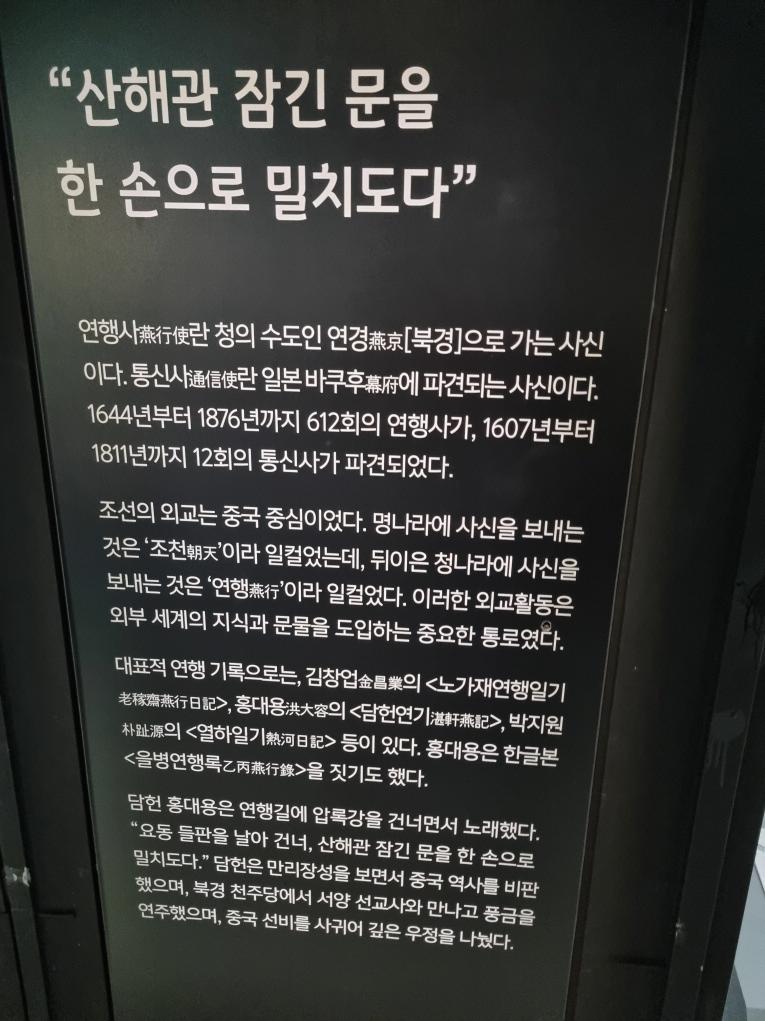 “산해관 잠긴 문을
한 손으로 밀치도다”
연행사燕行使란 청의 수도인 연경燕京[북경]으로 가는 사신
이다. 통신사通信使란 일본 바쿠후幕府에 파견되는 사신이다.
1644년부터 1876년까지 612회의 연행사가, 1607년부터
1811년까지 12회의 통신사가 파견되었다.
조선의 외교는 중국 중심이었다. 명나라에 사신을 보내는
것은 ‘조천朝天’이라 일컬었는데, 뒤이은 청나라에 사신을
보내는 것은 ‘연행燕行’이라 일컬었다. 이러한 외교활동은
외부 세계의 지식과 문물을 도입하는 중요한 통로였다.
대표적 연행 기록으로는, 김창업金昌業의 <노가재연행일기
老稼齋燕行日記>, 홍대용洪大容의 <담헌연기湛軒燕記>, 박지원
朴趾源의 <열하일기熱河日記> 등이 있다. 홍대용은 한글본
<을병연행록乙丙燕行錄>을 짓기도 했다.
담헌 홍대용은 연행길에 압록강을 건너면서 노래했다.
“요동 들판을 날아 건너, 산해관 잠긴 문을 한 손으로
밀치도다.” 담헌은 만리장성을 보면서 중국 역사를 비판
했으며, 북경 천주당에서 서양 선교사와 만나고 풍금을
연주했으며, 중국 선비를 사귀어 깊은 우정을 나눴다.